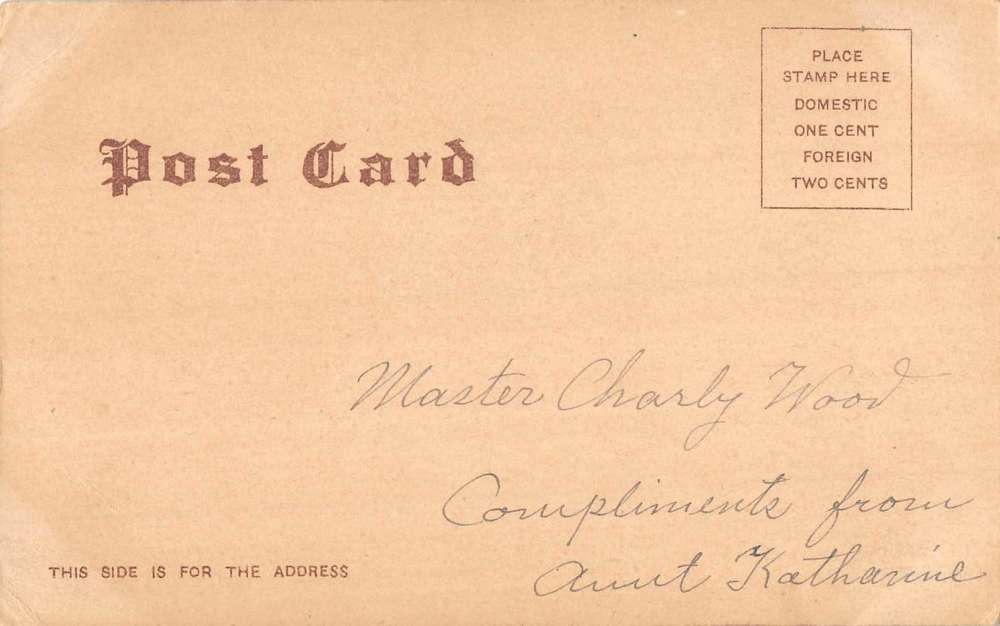 PLACE
STAMP HERE
DOMESTIC
ONE CENT
FOREIGN
TWO CENTS
Post Card
Master Charly Wood
Compliments from
Aunt Katharine
THIS SIDE IS FOR THE ADDRESS